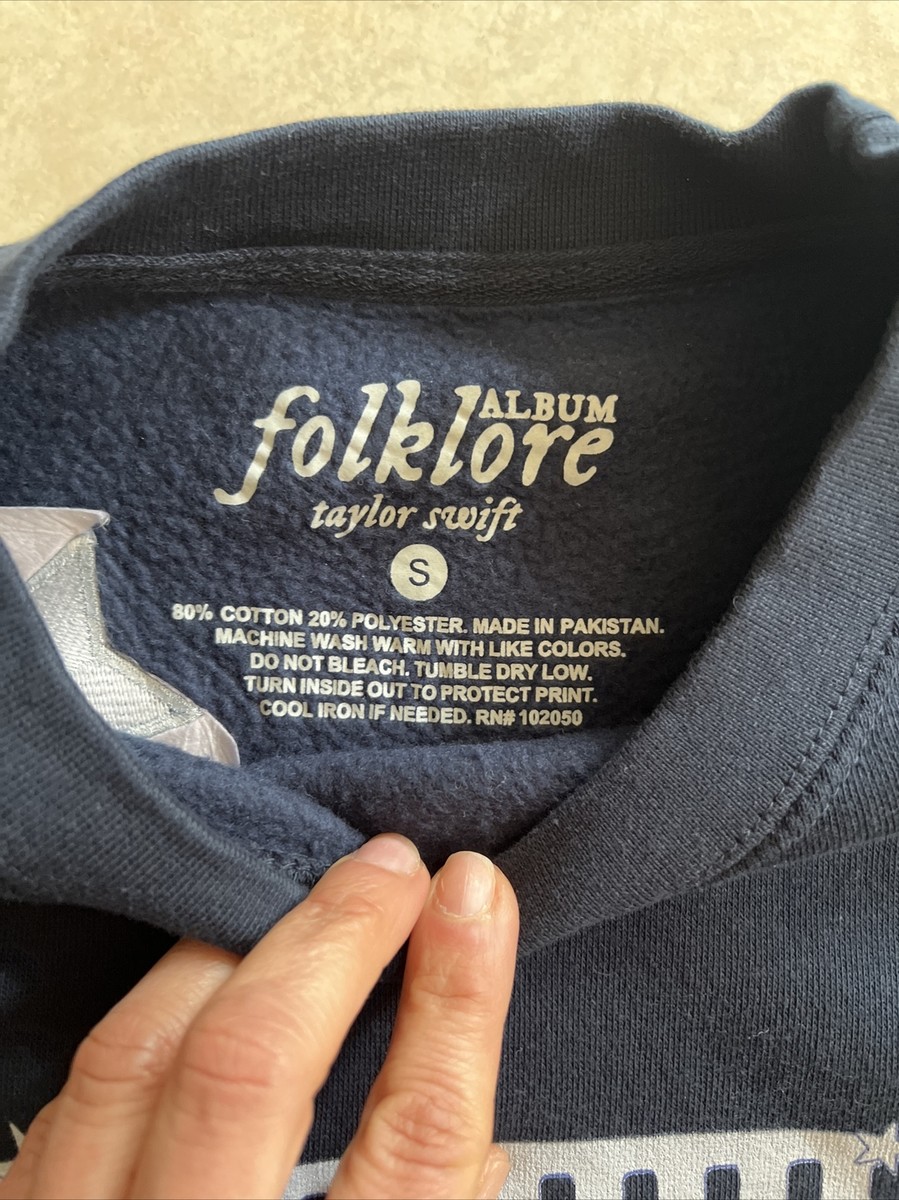 folklore ALBUM
taylor swift
S
80% COTTON 20% POLYESTER. MADE IN PAKISTAN.
MACHINE WASH WARM WITH LIKE COLORS.
DO NOT BLEACH. TUMBLE DRY LOW.
TURN INSIDE OUT TO PROTECT PRINT.
COOL IRON IF NEEDED. RN# 102050